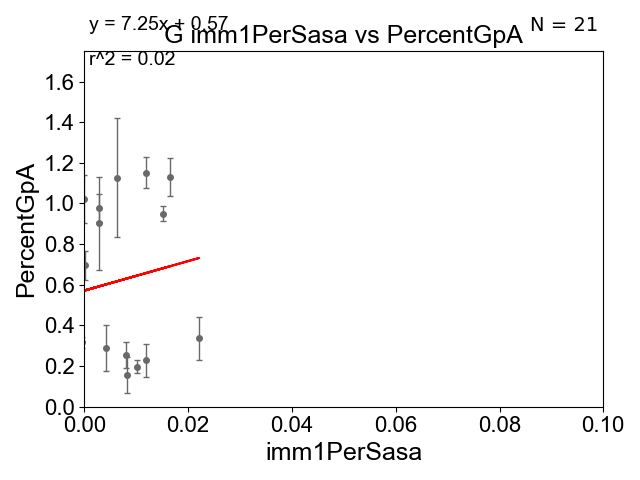 y = 7.25x + 0.57
N = 21
G imm1PerSasa vs PercentGpA
r^2 = 0.02
PercentGpA
1.6
1.4
1.2
1.0
0.8
0.6
0.4
0.2
0.0
0.00 0.02 0.04 0.06 0.08 0.10
imm1PerSasa